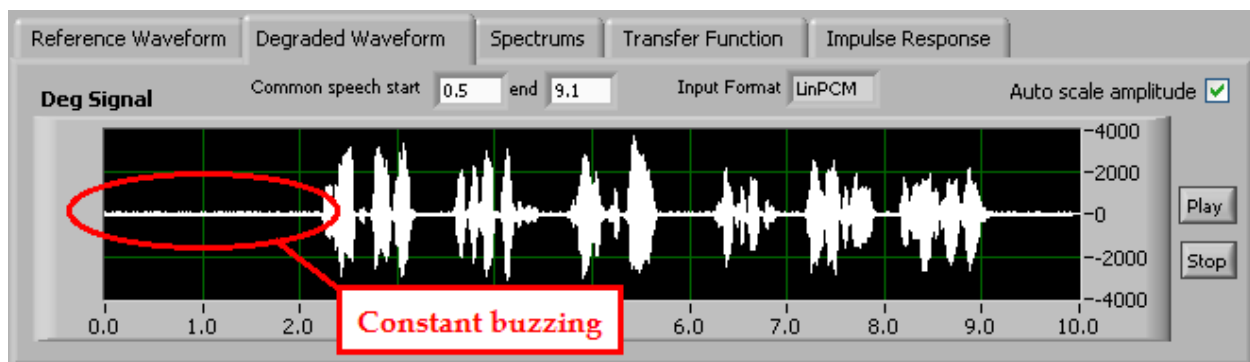 Reference Waveform Degraded Waveform Spectrums Transfer Function Impulse Response
Deg Signal Common speech start 0.5 end 9.1 Input Format LinPCM Auto scale amplitude
-4000
-2000
-0
--2000
--4000
Play
Stop
0.0 1.0 2.0 6.0 7.0 8.0 9.0 10.0
Constant buzzing